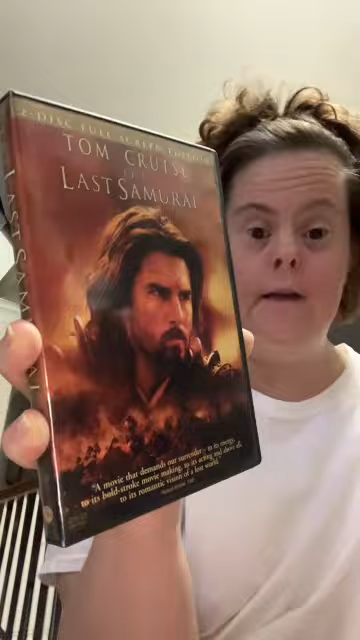 2-DISC FULL SCREEN EDITION
TOM CRUISE
THE
LAST SAMURAI
"A movie that demands our surrender – to its energy,
to its bold-stroke movie making, to its acting and above all,
to its romantic vision of a lost world."
LAST SAMURAI